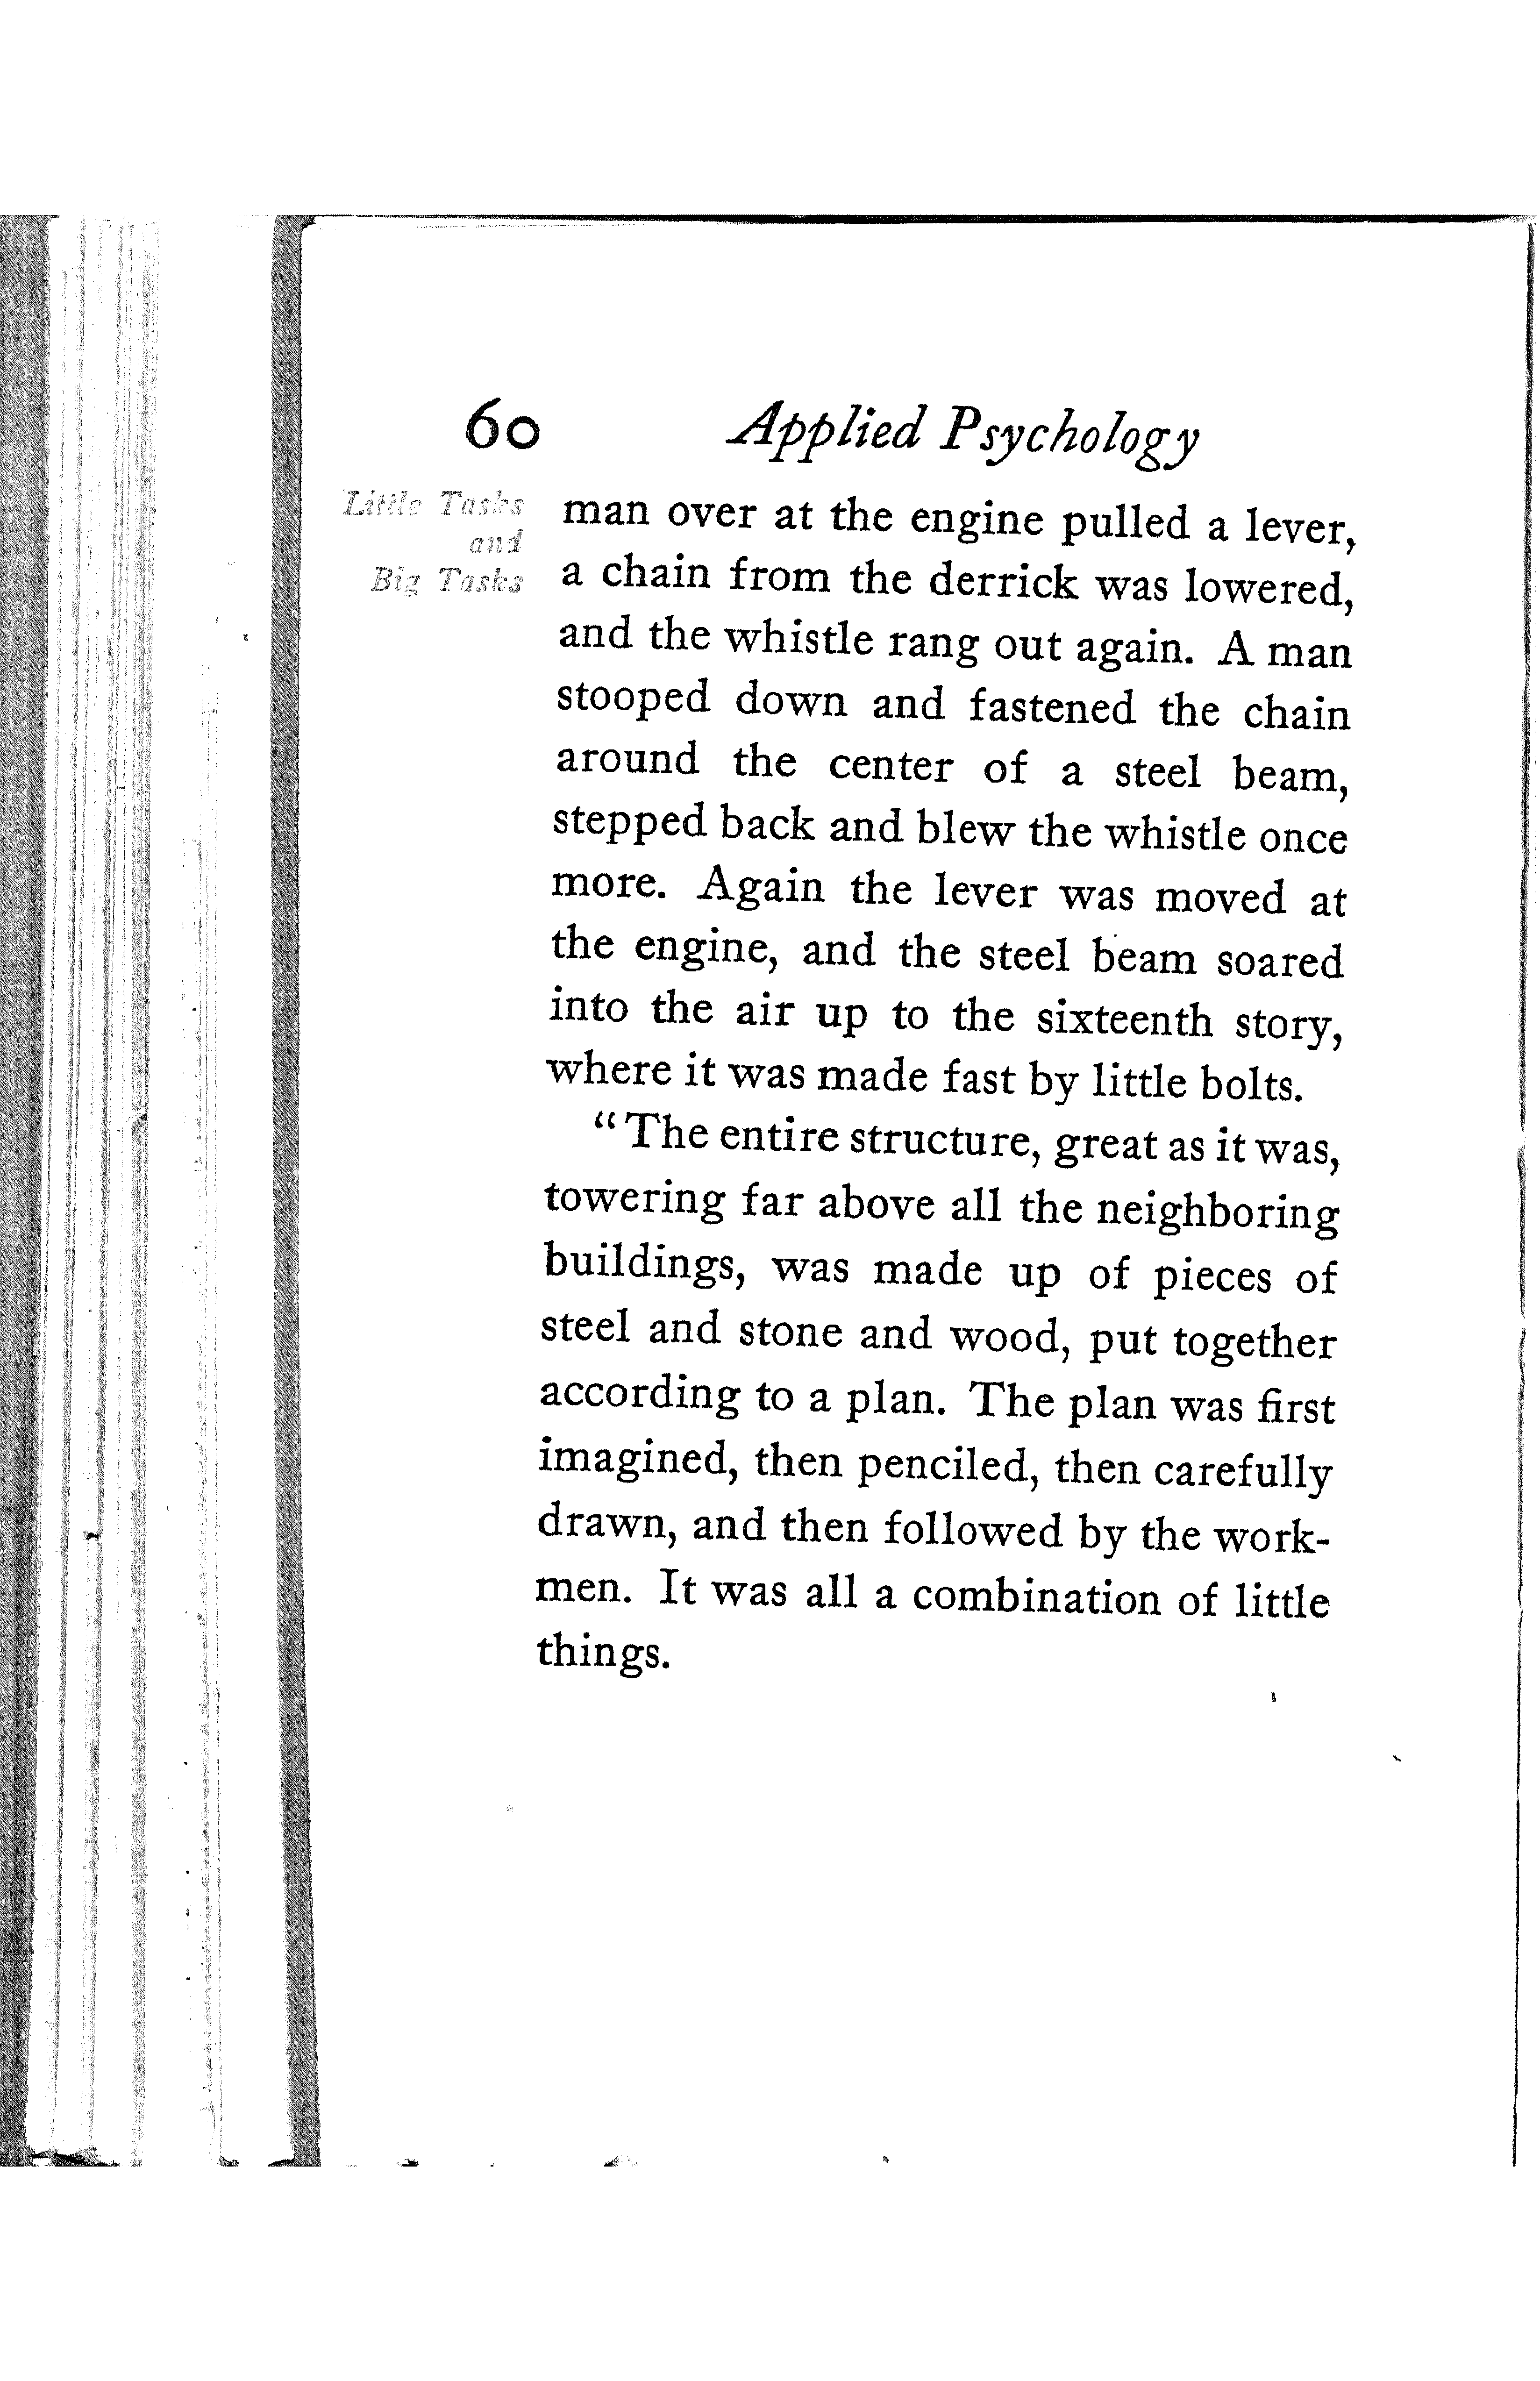 60 Applied Psychology
Little Tasks
and
Big Tasks
man over at the engine pulled a lever,
a chain from the derrick was lowered,
and the whistle rang out again. A man
stooped down and fastened the chain
around the center of a steel beam,
stepped back and blew the whistle once
more. Again the lever was moved at
the engine, and the steel beam soared
into the air up to the sixteenth story,
where it was made fast by little bolts.
“The entire structure, great as it was,
towering far above all the neighboring
buildings, was made up of pieces of
steel and stone and wood, put together
according to a plan. The plan was first
imagined, then penciled, then carefully
drawn, and then followed by the work-
men. It was all a combination of little
things.